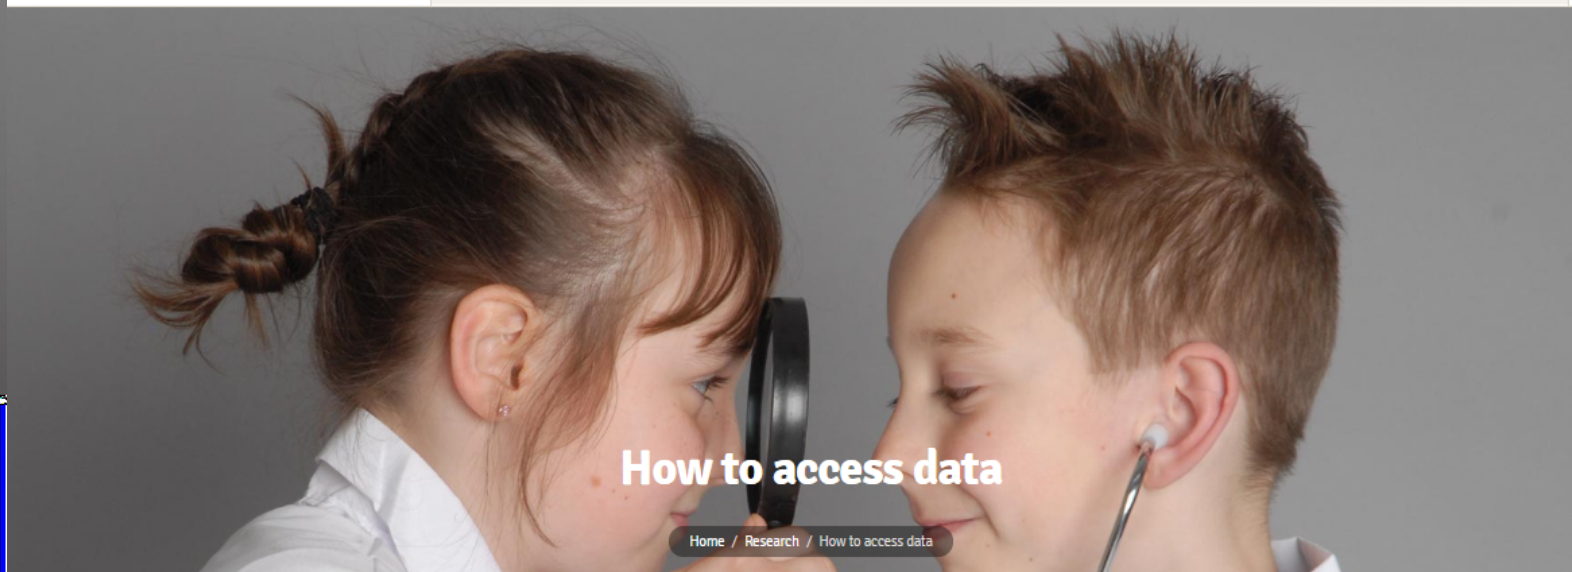 How to access data
Home / Research / How to access data